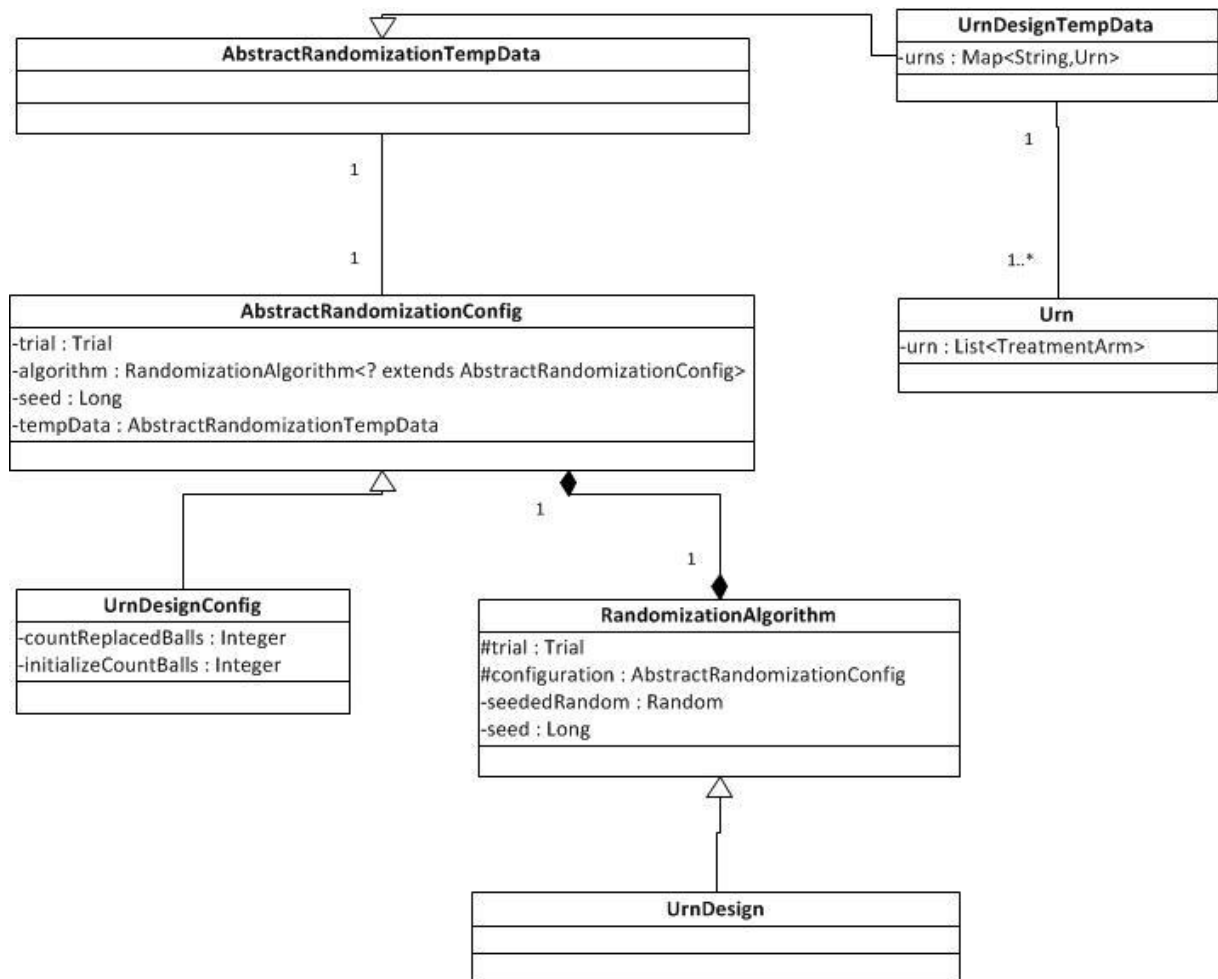 AbstractRandomizationTempData
UrnDesignTempData
-urns : Map<String,Urn>
1
1
1
1..*
AbstractRandomizationConfig
-trial : Trial
-algorithm : RandomizationAlgorithm<? extends AbstractRandomizationConfig>
-seed : Long
-tempData : AbstractRandomizationTempData
Urn
-urn : List<TreatmentArm>
1
1
UrnDesignConfig
-countReplacedBalls : Integer
-initializeCountBalls : Integer
RandomizationAlgorithm
#trial : Trial
#configuration : AbstractRandomizationConfig
-seededRandom : Random
-seed : Long
UrnDesign